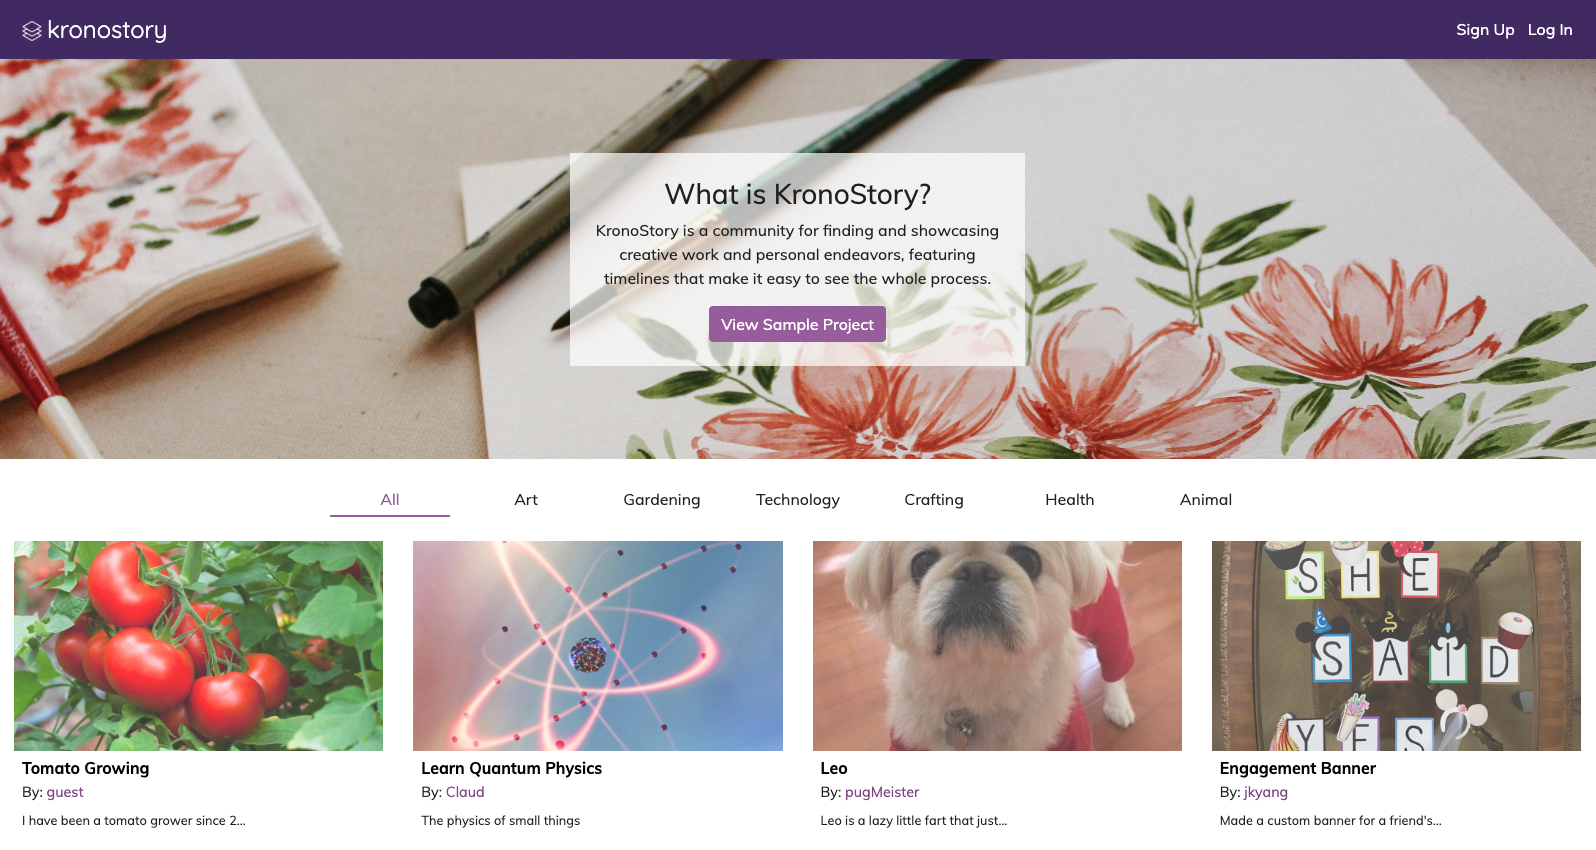 kronostory
Sign Up Log In
What is KronoStory?
KronoStory is a community for finding and showcasing
creative work and personal endeavors, featuring
timelines that make it easy to see the whole process.
View Sample Project
All Art Gardening Technology Crafting Health Animal
SHE
SAID
YES
Tomato Growing
By: guest
I have been a tomato grower since 2...
Learn Quantum Physics
By: Claud
The physics of small things
Leo
By: pugMeister
Leo is a lazy little fart that just...
Engagement Banner
By: jkyang
Made a custom banner for a friend's...